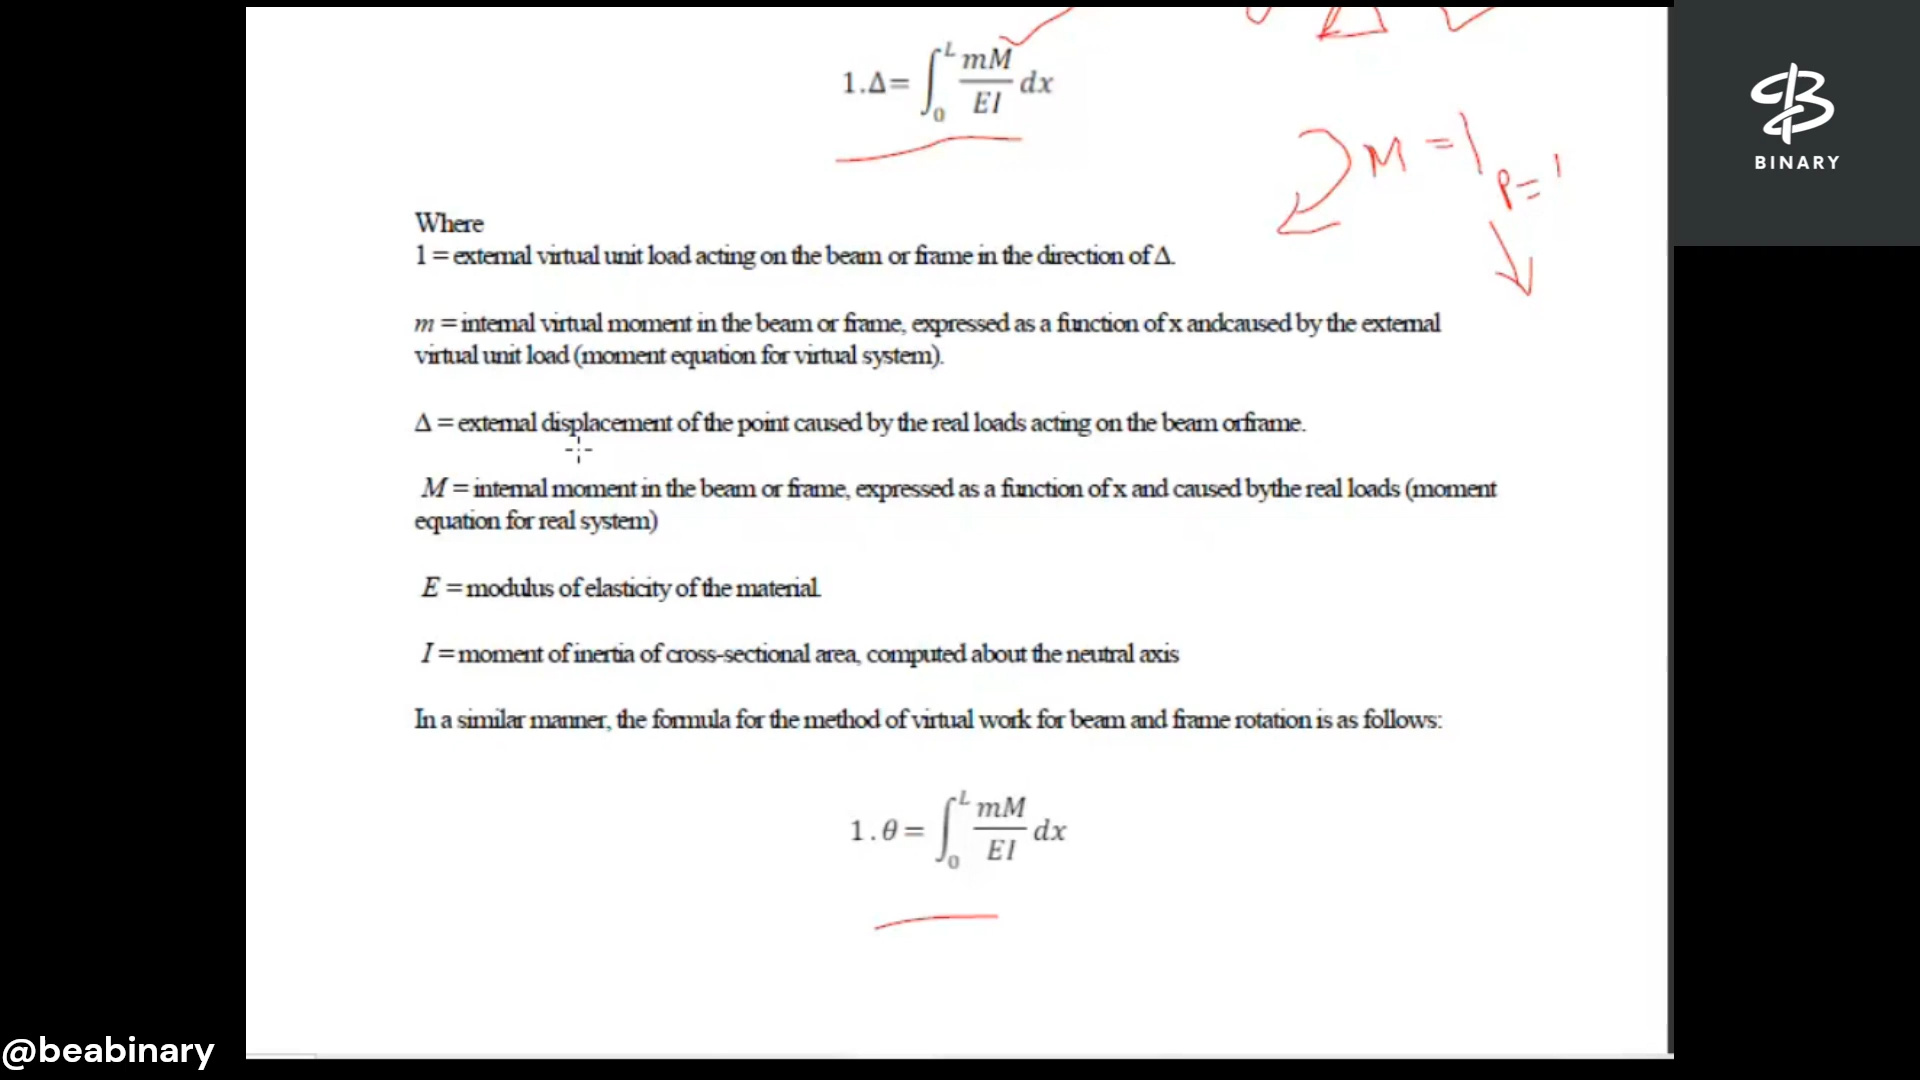 1.Δ= ∫₀ᴸ mM/EI dx
M = 1
P = 1
BINARY
Where
1 = external virtual unit load acting on the beam or frame in the direction of Δ.
m = internal virtual moment in the beam or frame, expressed as a function of x andcaused by the external
virtual unit load (moment equation for virtual system).
Δ = external displacement of the point caused by the real loads acting on the beam orframe.
M = internal moment in the beam or frame, expressed as a function of x and caused bythe real loads (moment
equation for real system)
E = modulus of elasticity of the material.
I = moment of inertia of cross-sectional area, computed about the neutral axis
In a similar manner, the formula for the method of virtual work for beam and frame rotation is as follows:
1.θ= ∫₀ᴸ mM/EI dx
@beabinary